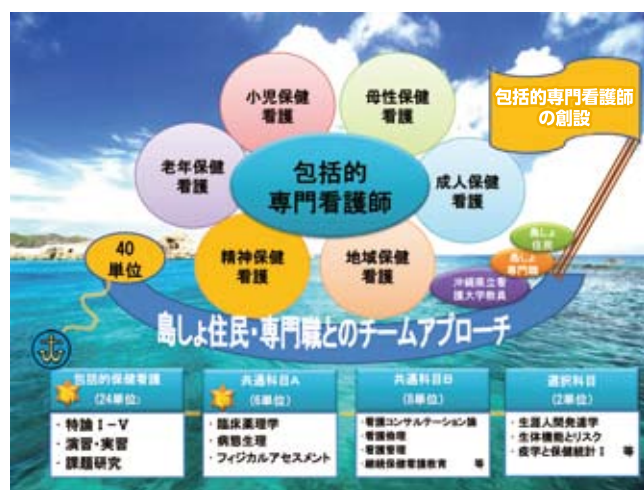 包括的専門看護師
の創設
小児保健
看護
母性保健
看護
老年保健
看護
包括的
専門看護師
成人保健
看護
40
単位
精神保健
看護
地域保健
看護
島しょ
住民
島しょ
専門職
沖縄県立看
護大学教員
島しょ住民・専門職とのチームアプローチ
包括的保健看護
(24単位)
・特論Ⅰ-Ⅴ
・演習・実習
・課題研究
共通科目A
(6単位)
・臨床薬理学
・病態生理
・フィジカルアセスメント
共通科目B
(8単位)
・看護コンサルテーション論
・看護倫理
・看護管理
・継続保健看護教育 等
選択科目
(2単位)
・生涯人間発達学
・生体機能とリスク
・疫学と保健統計Ⅰ 等